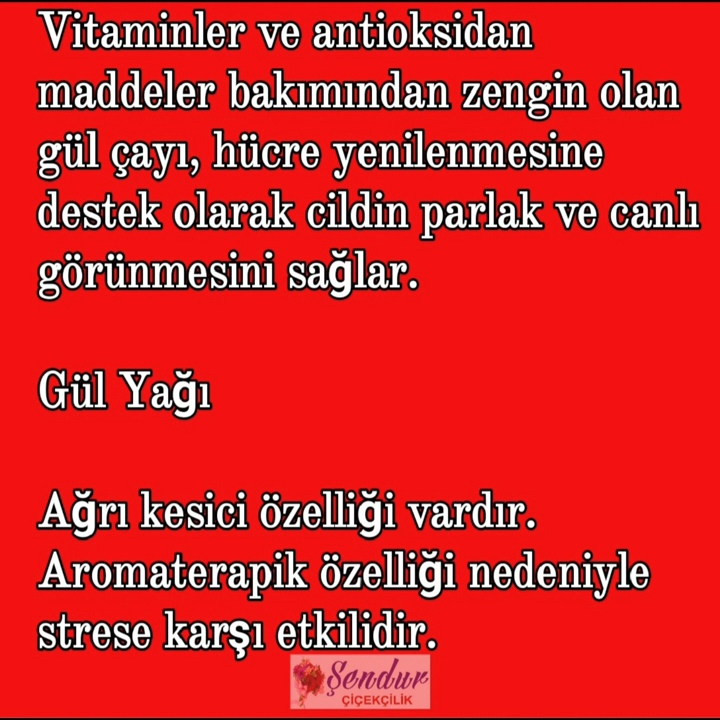 Vitaminler ve antioksidan
maddeler bakımından zengin olan
gül çayı, hücre yenilenmesine
destek olarak cildin parlak ve canlı
görünmesini sağlar.
Gül Yağı
Ağrı kesici özelliği vardır.
Aromaterapik özelliği nedeniyle
strese karşı etkilidir.
Şendur
ÇİÇEKÇİLİK